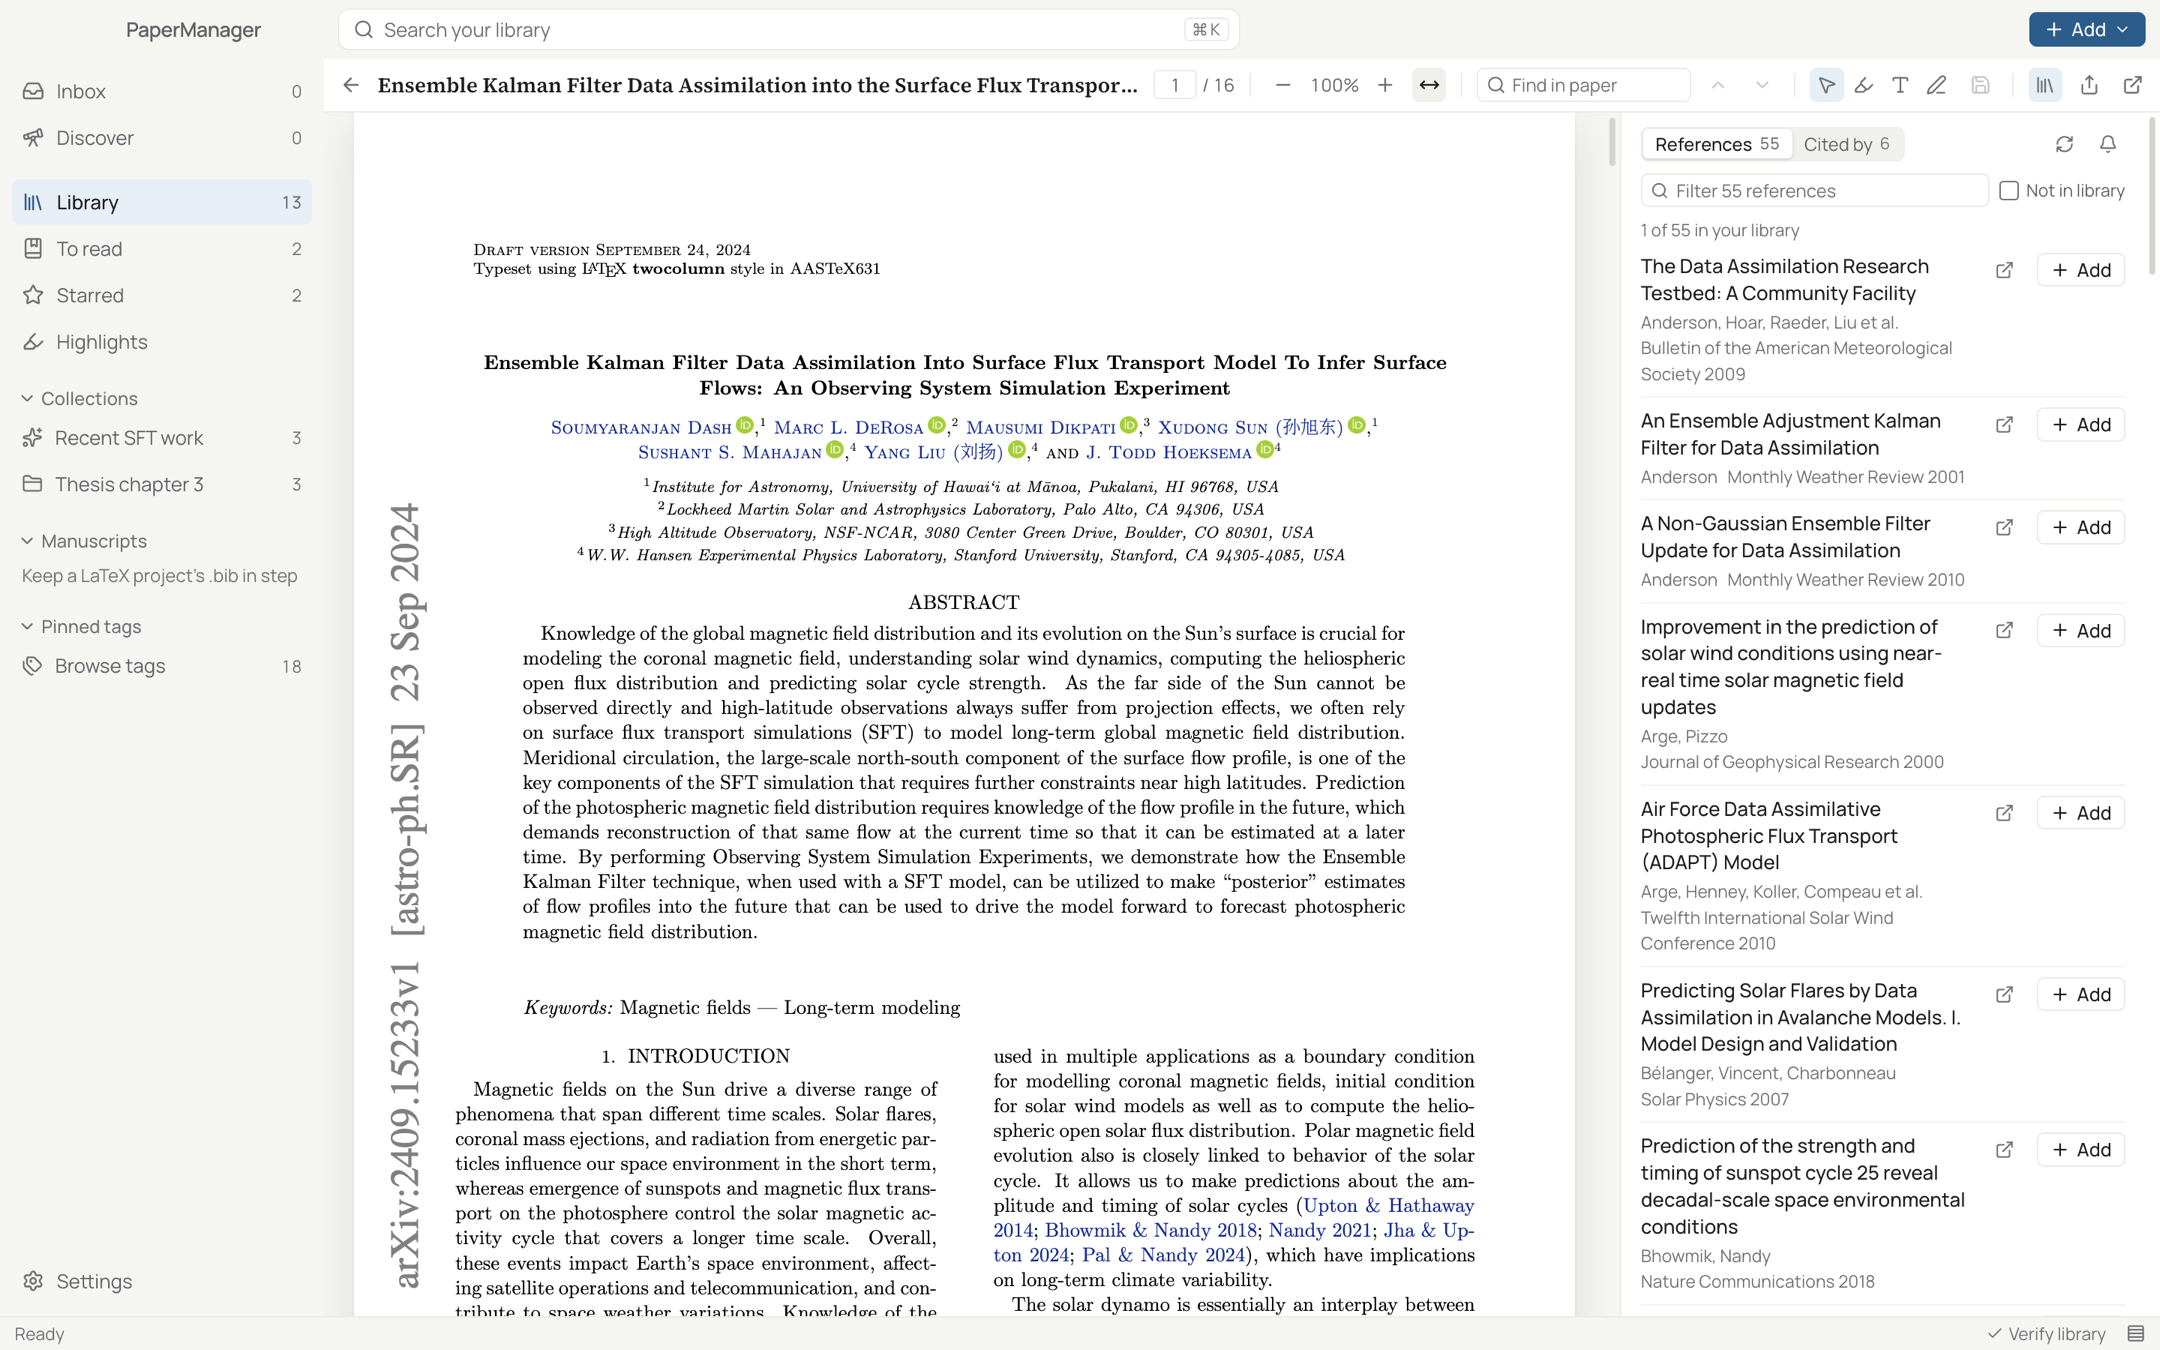 PaperManager
Search your library
⌘ K
+ Add
Inbox 0
Discover 0
Library 13
To read 2
Starred 2
Highlights
Collections
Recent SFT work 3
Thesis chapter 3 3
Manuscripts
Keep a LaTeX project's .bib in step
Pinned tags
Browse tags 18
Settings
Ready
Ensemble Kalman Filter Data Assimilation into the Surface Flux Transpor...
1 / 16
100%
Find in paper
DRAFT VERSION SEPTEMBER 24, 2024
Typeset using LATEX twocolumn style in AASTeX631
Ensemble Kalman Filter Data Assimilation Into Surface Flux Transport Model To Infer Surface
Flows: An Observing System Simulation Experiment
SOUMYARANJAN DASH iD,1 MARC L. DEROSA iD,2 MAUSUMI DIKPATI iD,3 XUDONG SUN (孙旭东) iD,1
SUSHANT S. MAHAJAN iD,4 YANG LIU (刘扬) iD,4 AND J. TODD HOEKSEMA iD4
1Institute for Astronomy, University of Hawai‘i at Mānoa, Pukalani, HI 96768, USA
2Lockheed Martin Solar and Astrophysics Laboratory, Palo Alto, CA 94306, USA
3High Altitude Observatory, NSF-NCAR, 3080 Center Green Drive, Boulder, CO 80301, USA
4W.W. Hansen Experimental Physics Laboratory, Stanford University, Stanford, CA 94305-4085, USA
ABSTRACT
Knowledge of the global magnetic field distribution and its evolution on the Sun's surface is crucial for
modeling the coronal magnetic field, understanding solar wind dynamics, computing the heliospheric
open flux distribution and predicting solar cycle strength. As the far side of the Sun cannot be
observed directly and high-latitude observations always suffer from projection effects, we often rely
on surface flux transport simulations (SFT) to model long-term global magnetic field distribution.
Meridional circulation, the large-scale north-south component of the surface flow profile, is one of the
key components of the SFT simulation that requires further constraints near high latitudes. Prediction
of the photospheric magnetic field distribution requires knowledge of the flow profile in the future, which
demands reconstruction of that same flow at the current time so that it can be estimated at a later
time. By performing Observing System Simulation Experiments, we demonstrate how the Ensemble
Kalman Filter technique, when used with a SFT model, can be utilized to make “posterior” estimates
of flow profiles into the future that can be used to drive the model forward to forecast photospheric
magnetic field distribution.
Keywords: Magnetic fields — Long-term modeling
arXiv:2409.15233v1 [astro-ph.SR] 23 Sep 2024
1. INTRODUCTION
Magnetic fields on the Sun drive a diverse range of
phenomena that span different time scales. Solar flares,
coronal mass ejections, and radiation from energetic par-
ticles influence our space environment in the short term,
whereas emergence of sunspots and magnetic flux trans-
port on the photosphere control the solar magnetic ac-
tivity cycle that covers a longer time scale. Overall,
these events impact Earth's space environment, affect-
ing satellite operations and telecommunication, and con-
tribute to space weather variations. Knowledge of the
used in multiple applications as a boundary condition
for modelling coronal magnetic fields, initial condition
for solar wind models as well as to compute the helio-
spheric open solar flux distribution. Polar magnetic field
evolution also is closely linked to behavior of the solar
cycle. It allows us to make predictions about the am-
plitude and timing of solar cycles (Upton & Hathaway
2014; Bhowmik & Nandy 2018; Nandy 2021; Jha & Up-
ton 2024; Pal & Nandy 2024), which have implications
on long-term climate variability.
The solar dynamo is essentially an interplay between
References 55
Cited by 6
Filter 55 references
Not in library
1 of 55 in your library
The Data Assimilation Research
Testbed: A Community Facility
Anderson, Hoar, Raeder, Liu et al.
Bulletin of the American Meteorological
Society 2009
+ Add
An Ensemble Adjustment Kalman
Filter for Data Assimilation
Anderson Monthly Weather Review 2001
+ Add
A Non-Gaussian Ensemble Filter
Update for Data Assimilation
Anderson Monthly Weather Review 2010
+ Add
Improvement in the prediction of
solar wind conditions using near-
real time solar magnetic field
updates
Arge, Pizzo
Journal of Geophysical Research 2000
+ Add
Air Force Data Assimilative
Photospheric Flux Transport
(ADAPT) Model
Arge, Henney, Koller, Compeau et al.
Twelfth International Solar Wind
Conference 2010
+ Add
Predicting Solar Flares by Data
Assimilation in Avalanche Models. I.
Model Design and Validation
Bélanger, Vincent, Charbonneau
Solar Physics 2007
+ Add
Prediction of the strength and
timing of sunspot cycle 25 reveal
decadal-scale space environmental
conditions
Bhowmik, Nandy
Nature Communications 2018
+ Add
Verify library